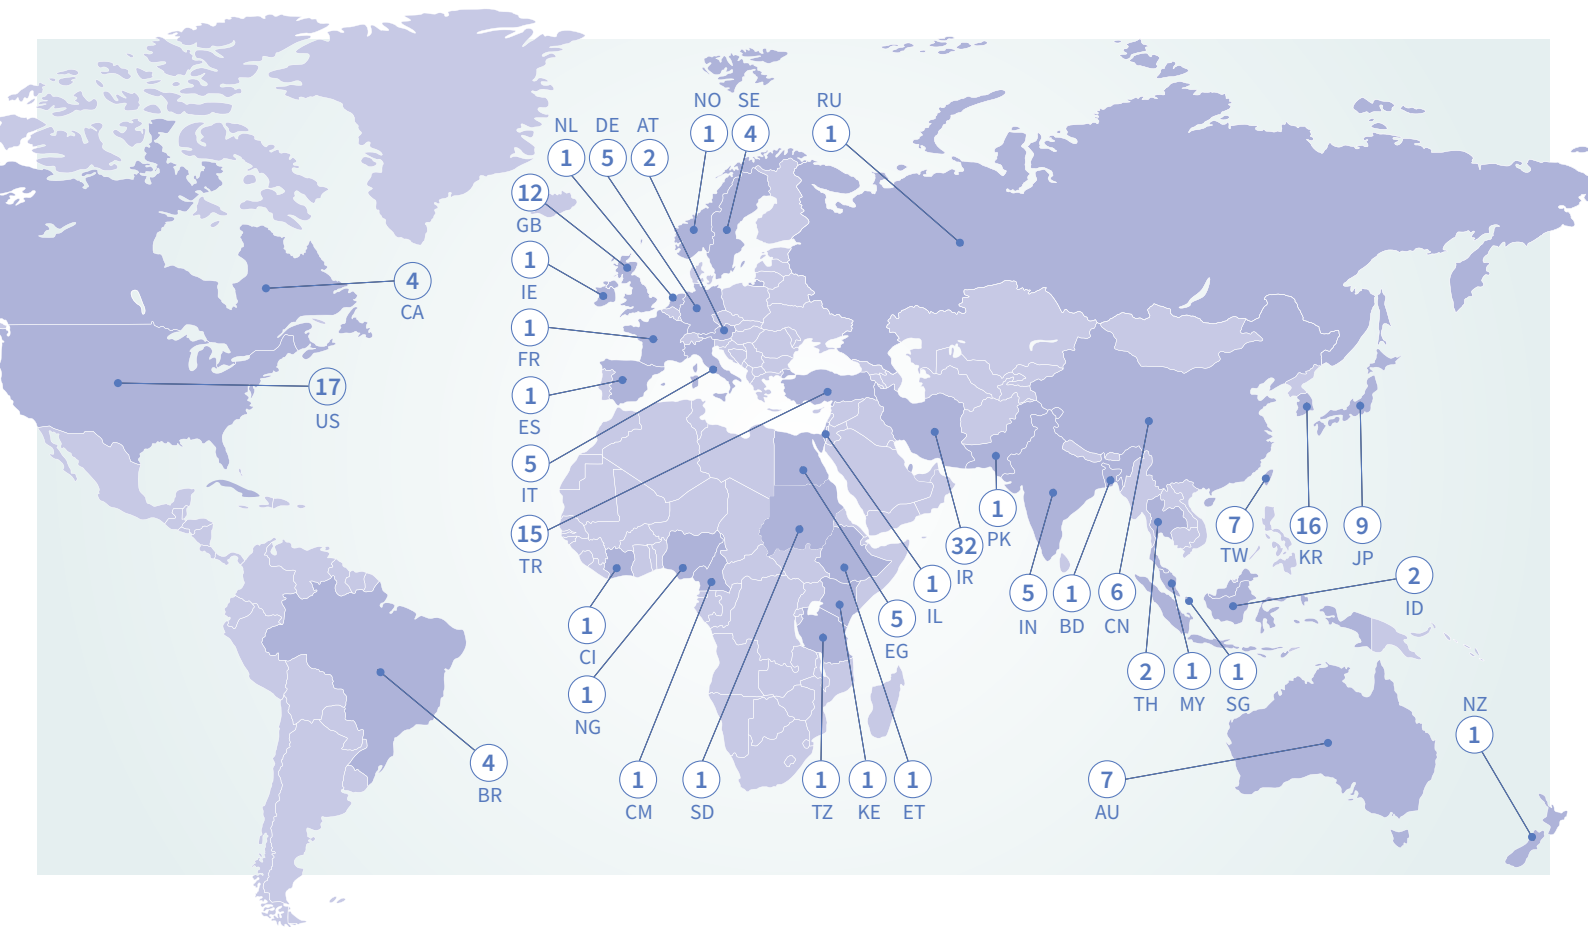 NO SE RU
1 4 1
NL DE AT
1 5 2
12
GB
1
IE
1
FR
1
ES
5
IT
15
TR
4
CA
17
US
4
BR
1
CI
1
NG
1
CM
1
SD
1
TZ
1
KE
1
ET
5
EG
1
IL
32
IR
1
PK
5
IN
1
BD
6
CN
7
TW
16
KR
9
JP
2
ID
2
TH
1
MY
1
SG
7
AU
NZ
1